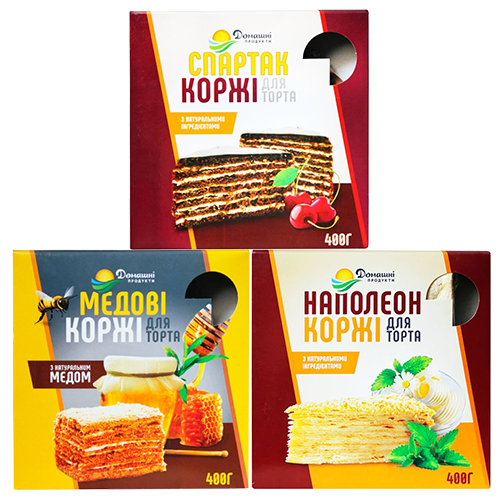 Домашні
ПРОДУКТИ
СПАРТАК
КОРЖІ ДЛЯ
ТОРТА
З НАТУРАЛЬНИМИ
ІНГРЕДІЄНТАМИ
400Г
Домашні
ПРОДУКТИ
МЕДОВІ
КОРЖІ ДЛЯ
ТОРТА
З НАТУРАЛЬНИМ
МЕДОМ
400Г
Домашні
ПРОДУКТИ
НАПОЛЕОН
КОРЖІ ДЛЯ
ТОРТА
З НАТУРАЛЬНИМИ
ІНГРЕДІЄНТАМИ
400Г